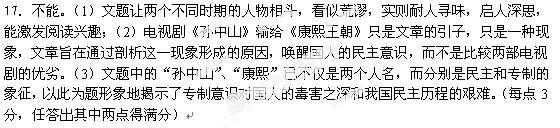 17. 不能。（1）文题让两个不同时期的人物相斗，看似荒谬，实则耐人寻味，启人深思，
能激发阅读兴趣；（2）电视剧《孙中山》输给《康熙王朝》只是文章的引子，只是一种现
象，文章旨在通过剖析这一现象形成的原因，唤醒国人的民主意识，而不是比较两部电视
剧的优劣。（3）文题中的“孙中山”、“康熙”已不仅是两个人名，而分别是民主和专制的
象征，以此为题形象地揭示了专制意识对国人的毒害之深和我国民主历程的艰难。（每点 3
分，任答出其中两点得满分）